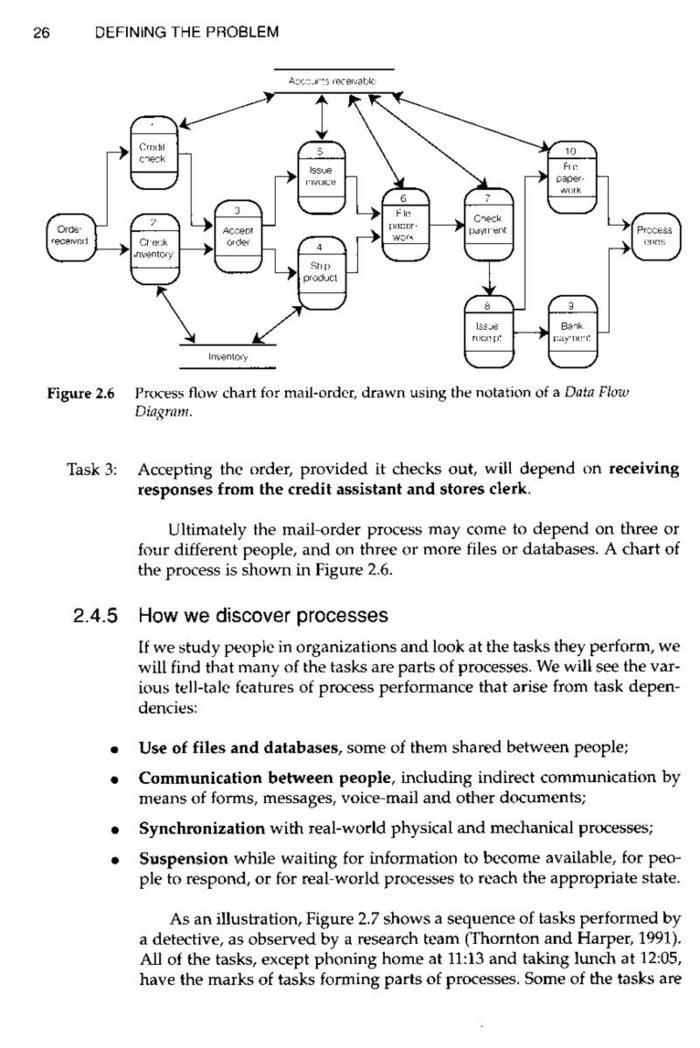 26 DEFINING THE PROBLEM
Accounts receivable
1
Credit
check
5
Issue
invoice
10
File
paper-
work
6
File
paper-
work
7
Check
payment
Order
received
2
Check
inventory
3
Accept
order
4
Ship
product
Process
ends
8
Issue
receipt
9
Bank
payment
Inventory
Figure 2.6 Process flow chart for mail-order, drawn using the notation of a Data Flow
Diagram.
Task 3: Accepting the order, provided it checks out, will depend on receiving
responses from the credit assistant and stores clerk.
Ultimately the mail-order process may come to depend on three or
four different people, and on three or more files or databases. A chart of
the process is shown in Figure 2.6.
2.4.5 How we discover processes
If we study people in organizations and look at the tasks they perform, we
will find that many of the tasks are parts of processes. We will see the var-
ious tell-tale features of process performance that arise from task depen-
dencies:
• Use of files and databases, some of them shared between people;
• Communication between people, including indirect communication by
means of forms, messages, voice-mail and other documents;
• Synchronization with real-world physical and mechanical processes;
• Suspension while waiting for information to become available, for peo-
ple to respond, or for real-world processes to reach the appropriate state.
As an illustration, Figure 2.7 shows a sequence of tasks performed by
a detective, as observed by a research team (Thornton and Harper, 1991).
All of the tasks, except phoning home at 11:13 and taking lunch at 12:05,
have the marks of tasks forming parts of processes. Some of the tasks are